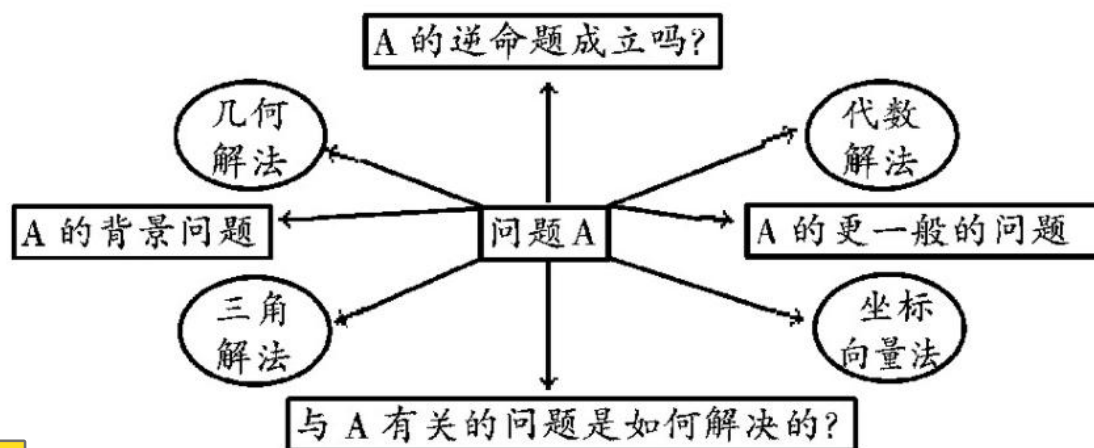 A 的逆命题成立吗?
几何
解法
代数
解法
A 的背景问题
问题 A
A 的更一般的问题
三角
解法
坐标
向量法
与 A 有关的问题是如何解决的?